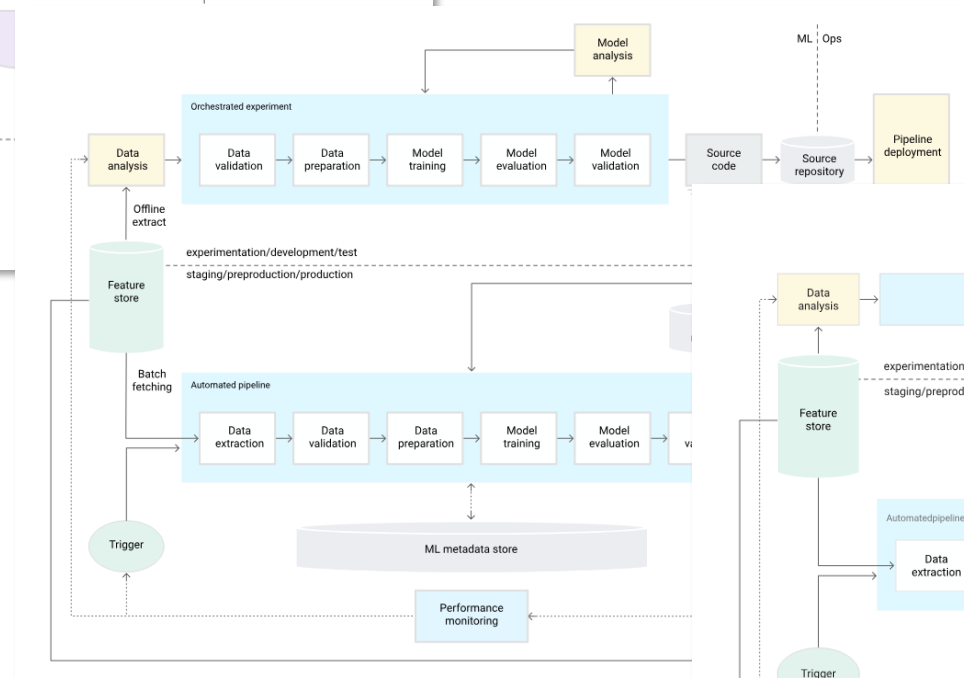 Model
analysis
ML
Ops
Orchestrated experiment
Data
analysis
Data
validation
Data
preparation
Model
training
Model
evaluation
Model
validation
Source
code
Source
repository
Pipeline
deployment
Offline
extract
experimentation/development/test
staging/preproduction/production
Feature
store
Batch
fetching
Automated pipeline
Data
extraction
Data
validation
Data
preparation
Model
training
Model
evaluation
va
Trigger
ML metadata store
Performance
monitoring
Data
analysis
experimentation
staging/preprod
Feature
store
Automatedpipeline
Data
extraction
Trigger